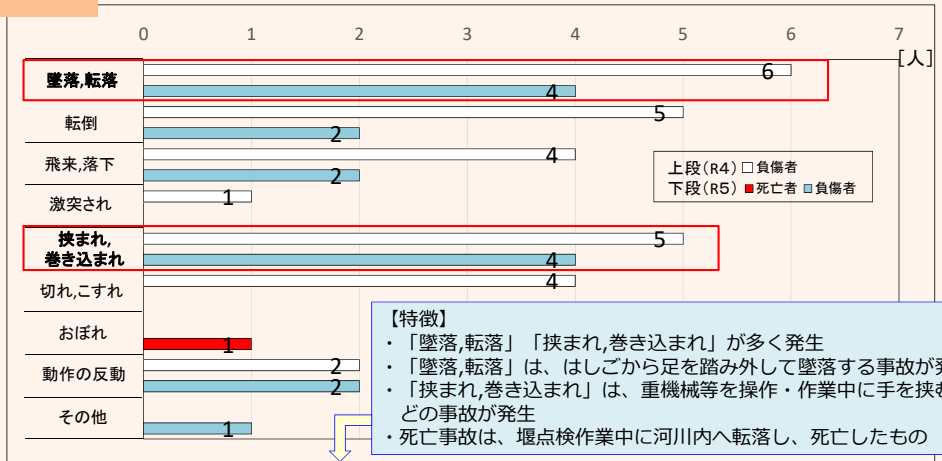 0 1 2 3 4 5 6 7
[人]
墜落,転落
6
4
転倒
5
2
飛来,落下
4
2
上段(R4) □負傷者
下段(R5) ■死亡者 ■負傷者
激突され
1
挟まれ,
巻き込まれ
5
4
切れ,こすれ
4
おぼれ
1
動作の反動
2
2
その他
1
【特徴】
・「墜落,転落」「挟まれ,巻き込まれ」が多く発生
・「墜落,転落」は、はしごから足を踏み外して墜落する事故が発
・「挟まれ,巻き込まれ」は、重機械等を操作・作業中に手を挟む
どの事故が発生
・死亡事故は、堰点検作業中に河川内へ転落し、死亡したもの